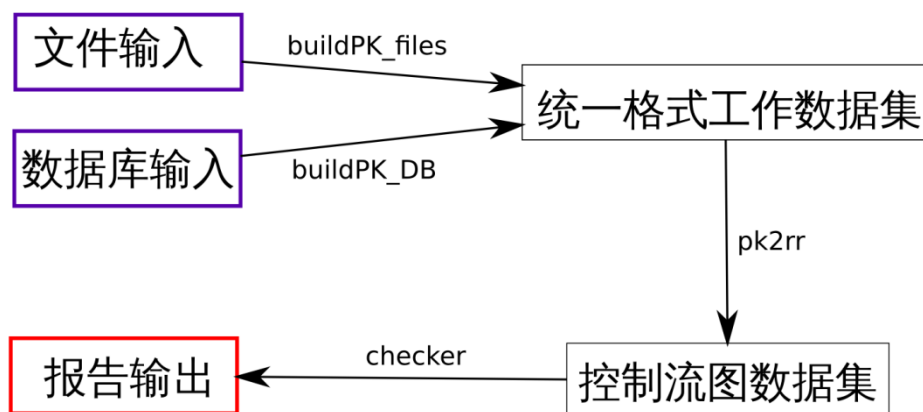 文件输入
buildPK_files
统一格式工作数据集
数据库输入
buildPK_DB
pk2rr
报告输出
checker
控制流图数据集